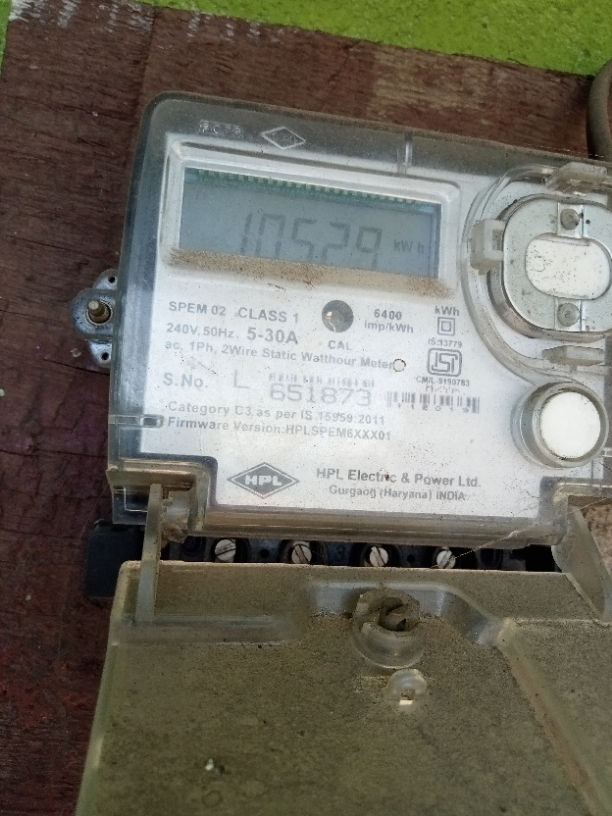 10529 kWh
SPEM 02 CLASS 1
240V, 50Hz, 5-30A
CAL
6400
imp/kWh
kWh
IS:13779
ac, 1Ph, 2Wire Static Watthour Meter
S.No. L 651873
CM/L-9190783
Category C3 as per IS 15959:2011
Firmware Version:HPLSPEM6XXX01
HPL
HPL Electric & Power Ltd.
Gurgaon (Haryana) INDIA